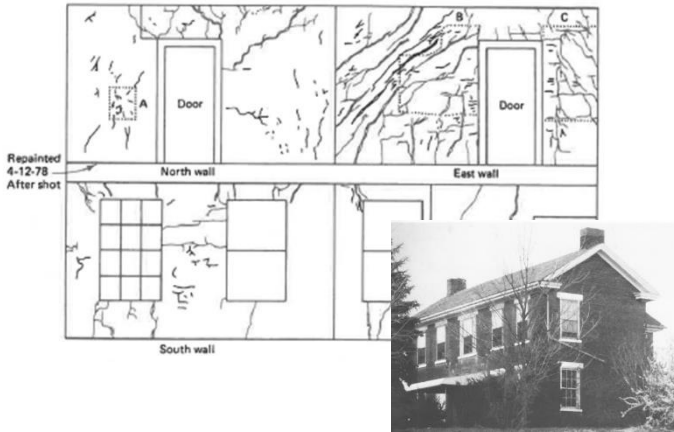 B
C
A
Door
Door
A
Repainted
4-12-78
After shot
North wall
East wall
South wall